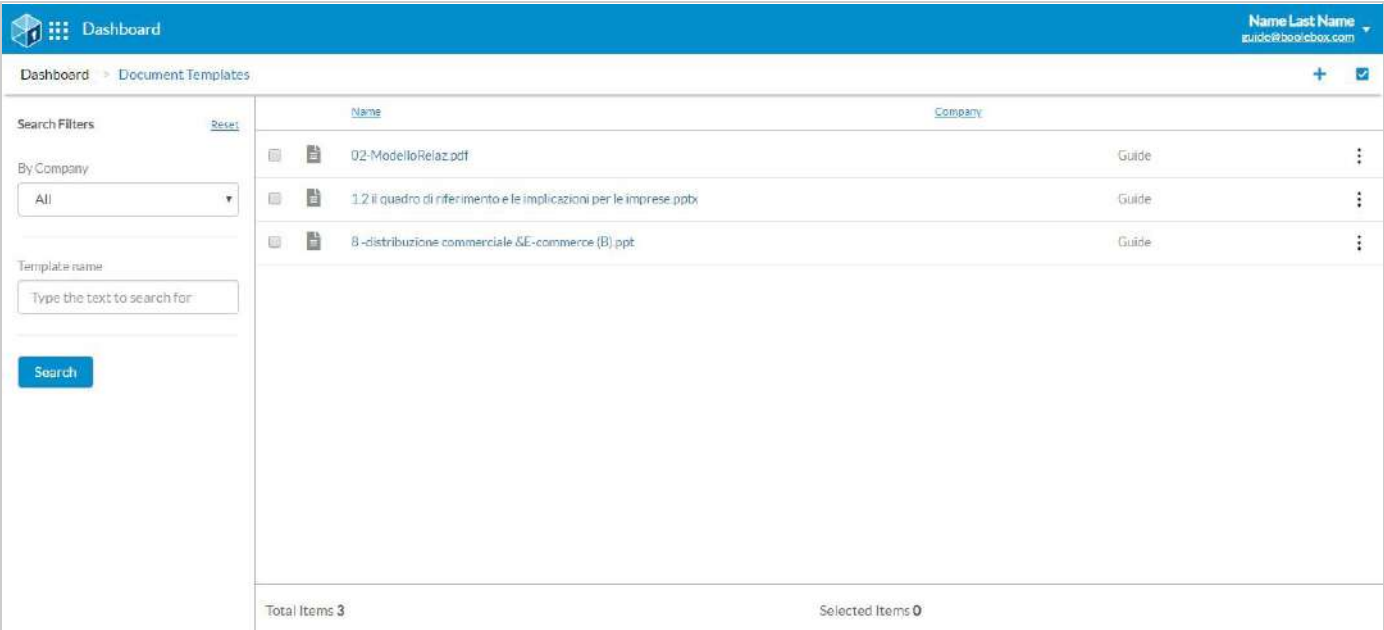 Dashboard
Name Last Name
guide@boolebox.com
Dashboard > Document Templates
Search Filters
Reset
Name
Company
02-ModelloRelaz.pdf
Guide
By Company
All
1.2 il quadro di riferimento e le implicazioni per le imprese.pptx
Guide
8 -distribuzione commerciale &E-commerce (B).ppt
Guide
Template name
Type the text to search for
Search
Total Items 3
Selected Items 0